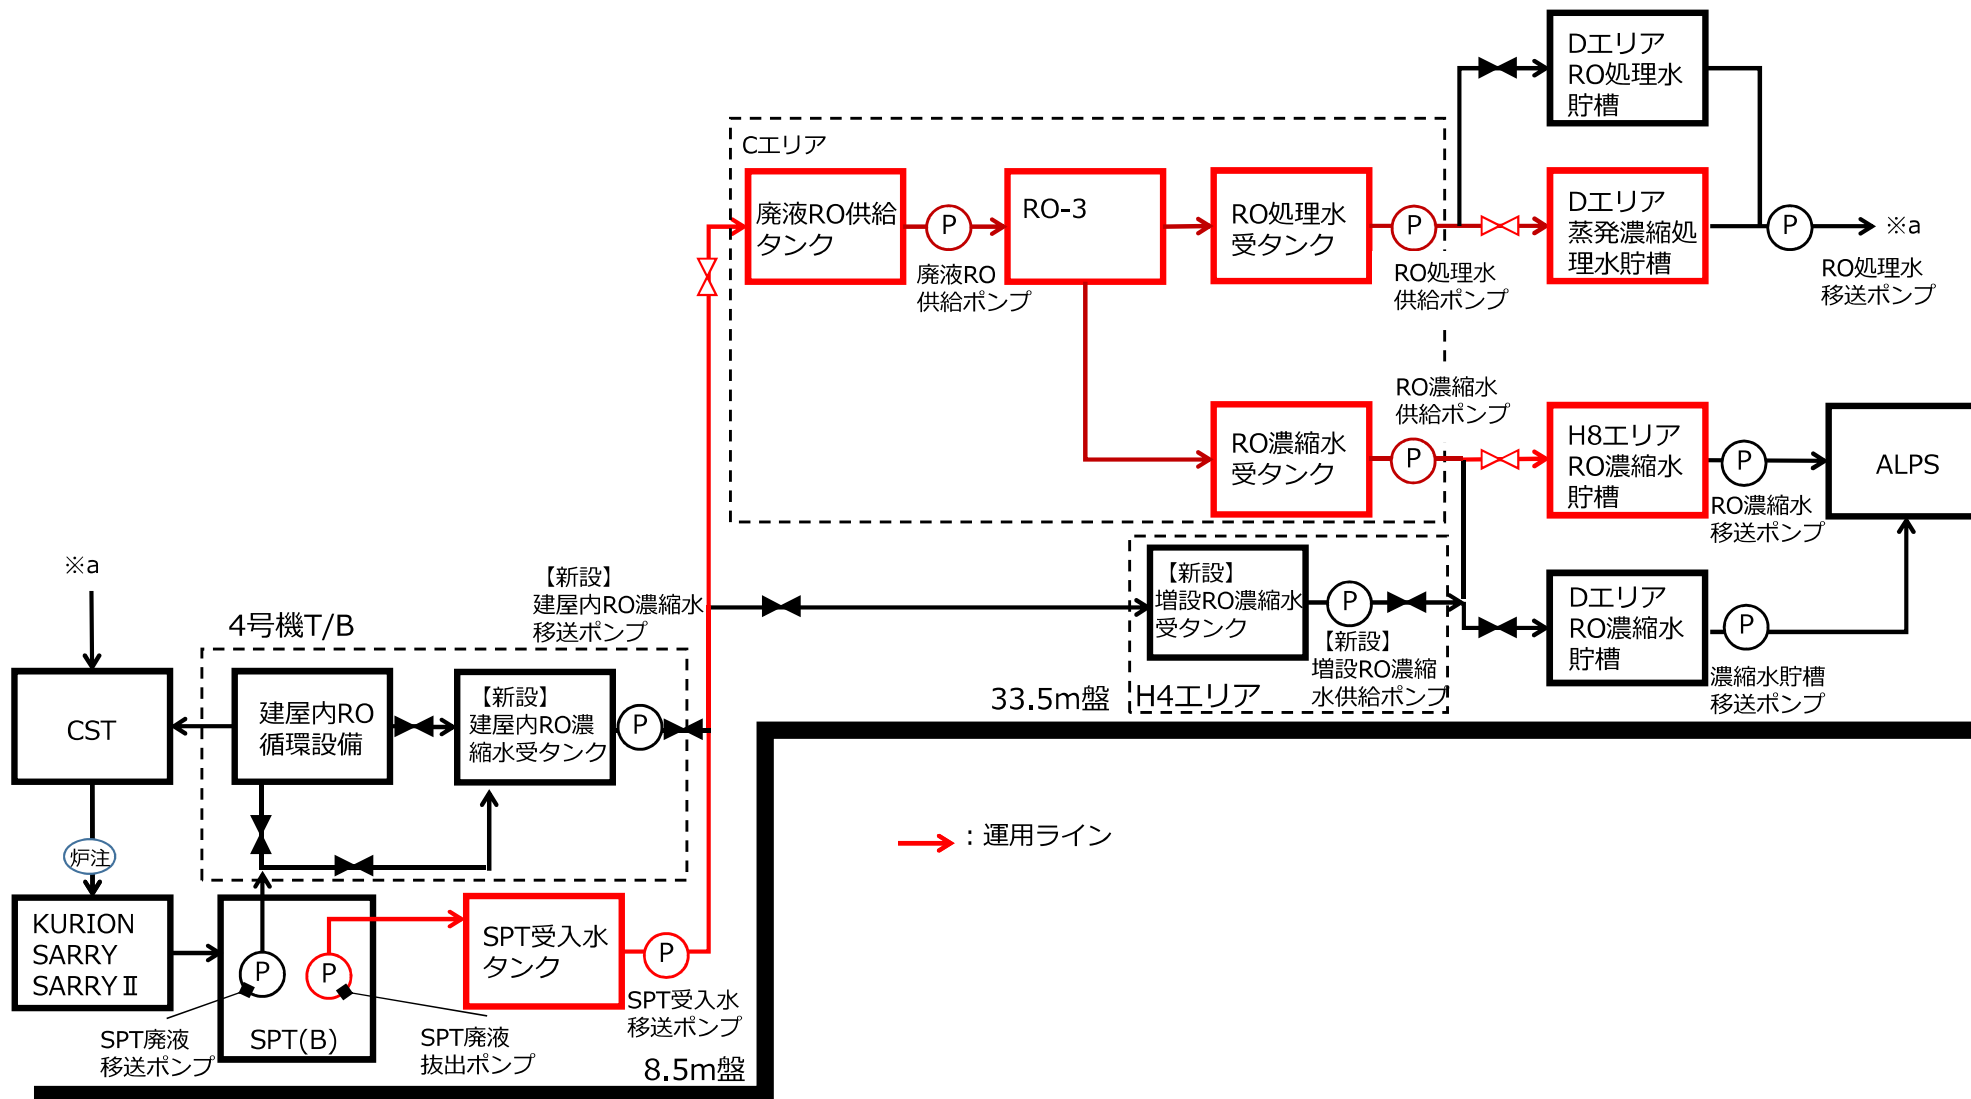 Dエリア
RO処理水
貯槽
Cエリア
廃液RO供給
タンク
P
廃液RO
供給ポンプ
RO-3
RO処理水
受タンク
P
RO処理水
供給ポンプ
Dエリア
蒸発濃縮処
理水貯槽
P
※a
RO処理水
移送ポンプ
RO濃縮水
受タンク
RO濃縮水
供給ポンプ
P
H8エリア
RO濃縮水
貯槽
P
RO濃縮水
移送ポンプ
ALPS
※a
【新設】
建屋内RO濃縮水
移送ポンプ
4号機T/B
【新設】
増設RO濃縮水
受タンク
P
【新設】
増設RO濃縮
水供給ポンプ
H4エリア
33.5m盤
Dエリア
RO濃縮水
貯槽
P
濃縮水貯槽
移送ポンプ
CST
建屋内RO
循環設備
【新設】
建屋内RO濃
縮水受タンク
P
炉注
：運用ライン
KURION
SARRY
SARRYⅡ
P
P
SPT(B)
SPT廃液
移送ポンプ
SPT廃液
抜出ポンプ
SPT受入水
タンク
P
SPT受入水
移送ポンプ
8.5m盤